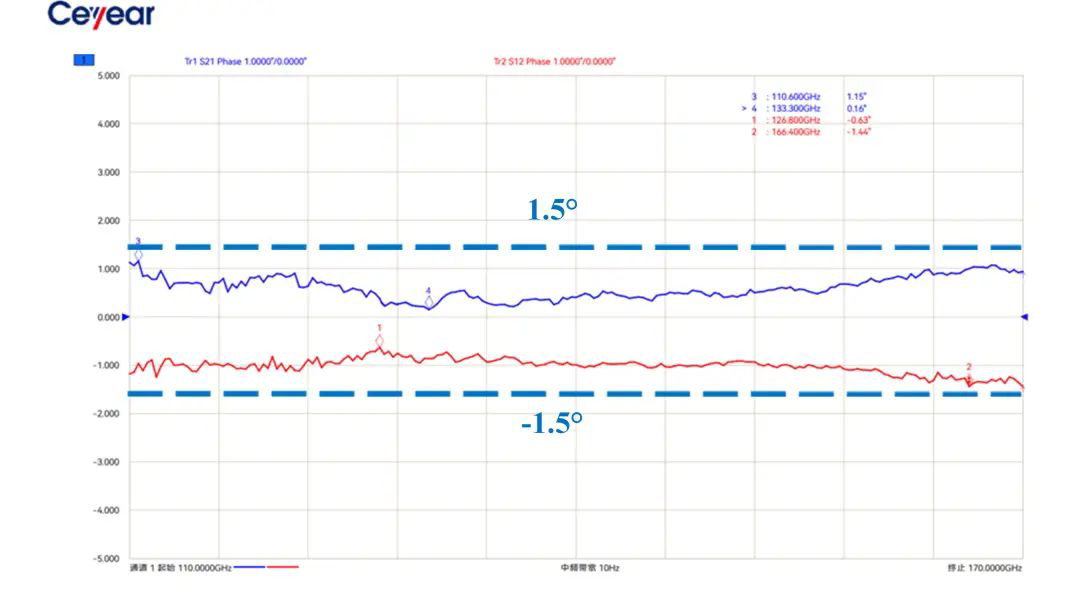 Ceyear
1
Tr1 S21 Phase 1.0000°/0.0000°
Tr2 S12 Phase 1.0000°/0.0000°
5.000
3 : 110.600GHz 1.15°
> 4 : 133.300GHz 0.16°
1 : 126.800GHz -0.63°
2 : 166.400GHz -1.44°
4.000
3.000
2.000
1.5°
3
1.000
4
0.000
1
-1.000
2
-1.5°
-2.000
-3.000
-4.000
-5.000
通道 1 起始 110.0000GHz
中频带宽 10Hz
终止 170.0000GHz